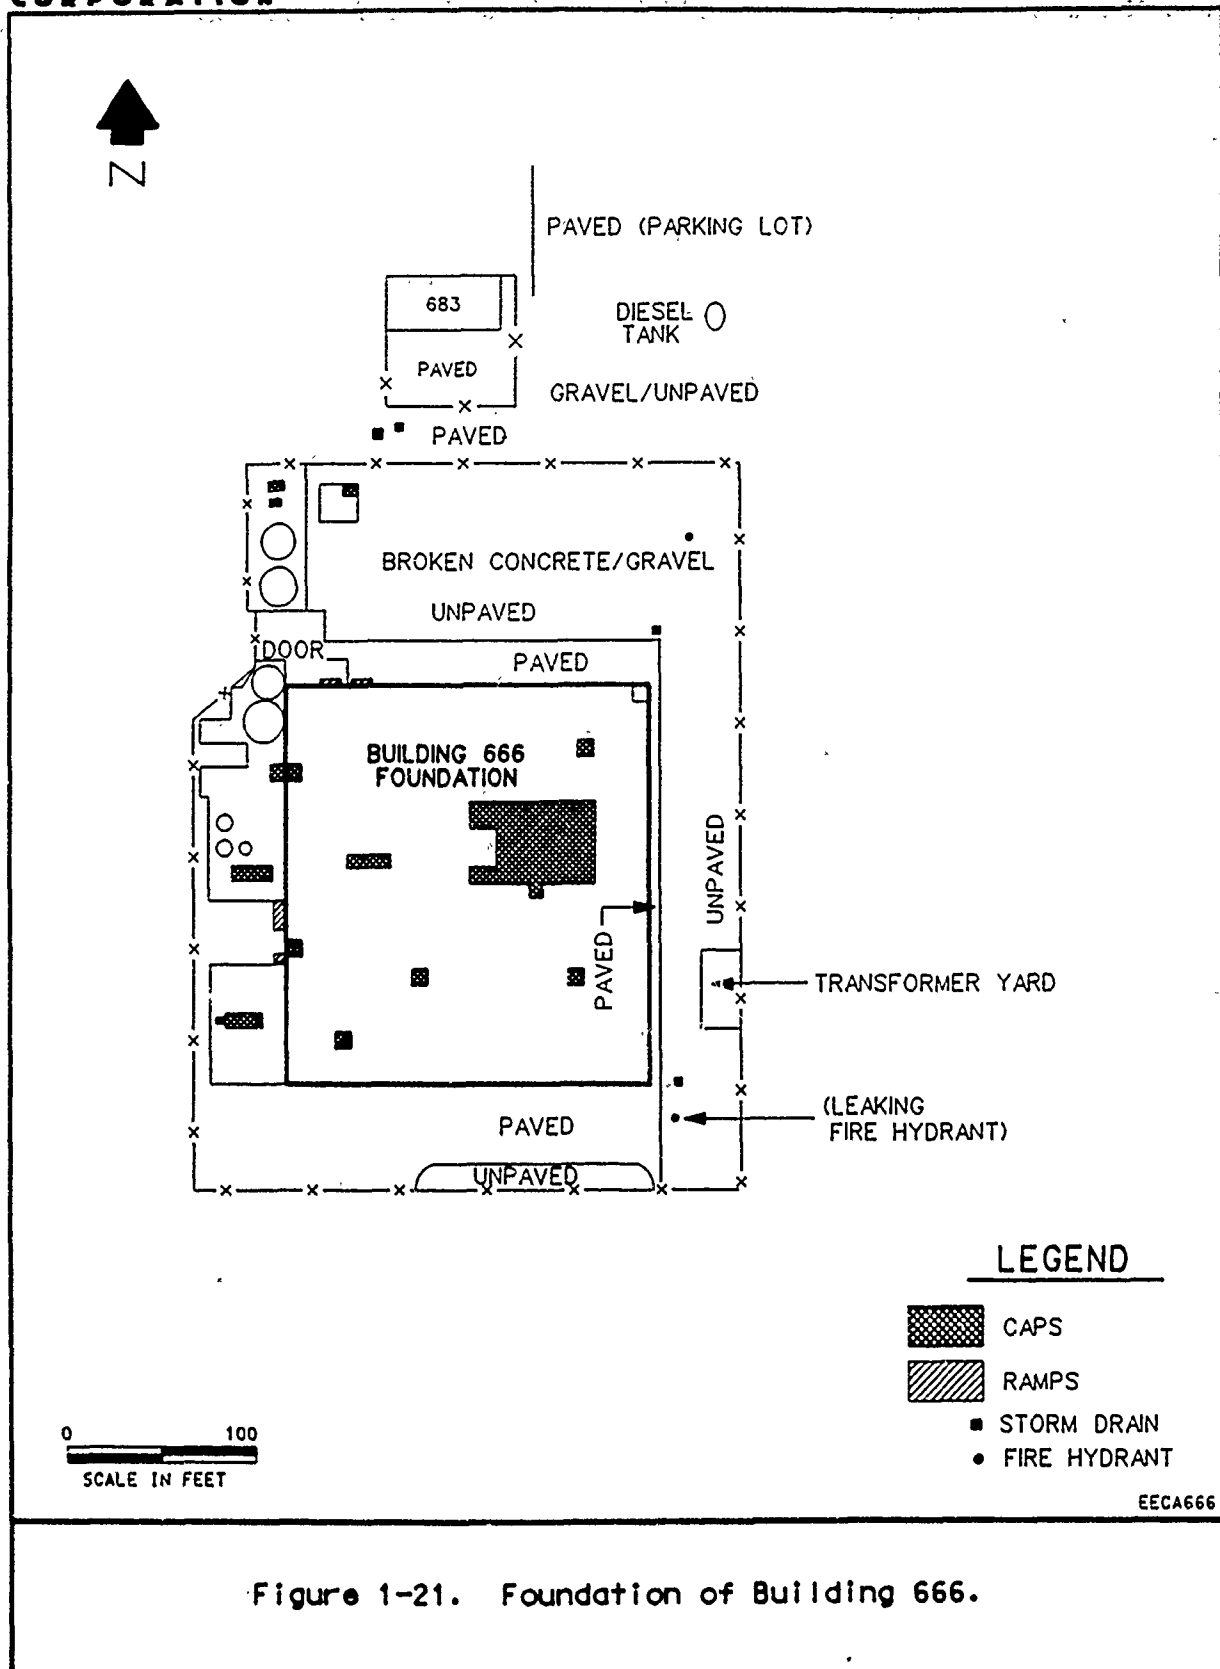 CORPORATION
N
PAVED (PARKING LOT)
683
DIESEL
TANK
PAVED
GRAVEL/UNPAVED
PAVED
BROKEN CONCRETE/GRAVEL
UNPAVED
DOOR
PAVED
BUILDING 666
FOUNDATION
UNPAVED
PAVED
TRANSFORMER YARD
(LEAKING
FIRE HYDRANT)
PAVED
UNPAVED
LEGEND
CAPS
RAMPS
STORM DRAIN
FIRE HYDRANT
0 100
SCALE IN FEET
EECA666
Figure 1-21. Foundation of Building 666.